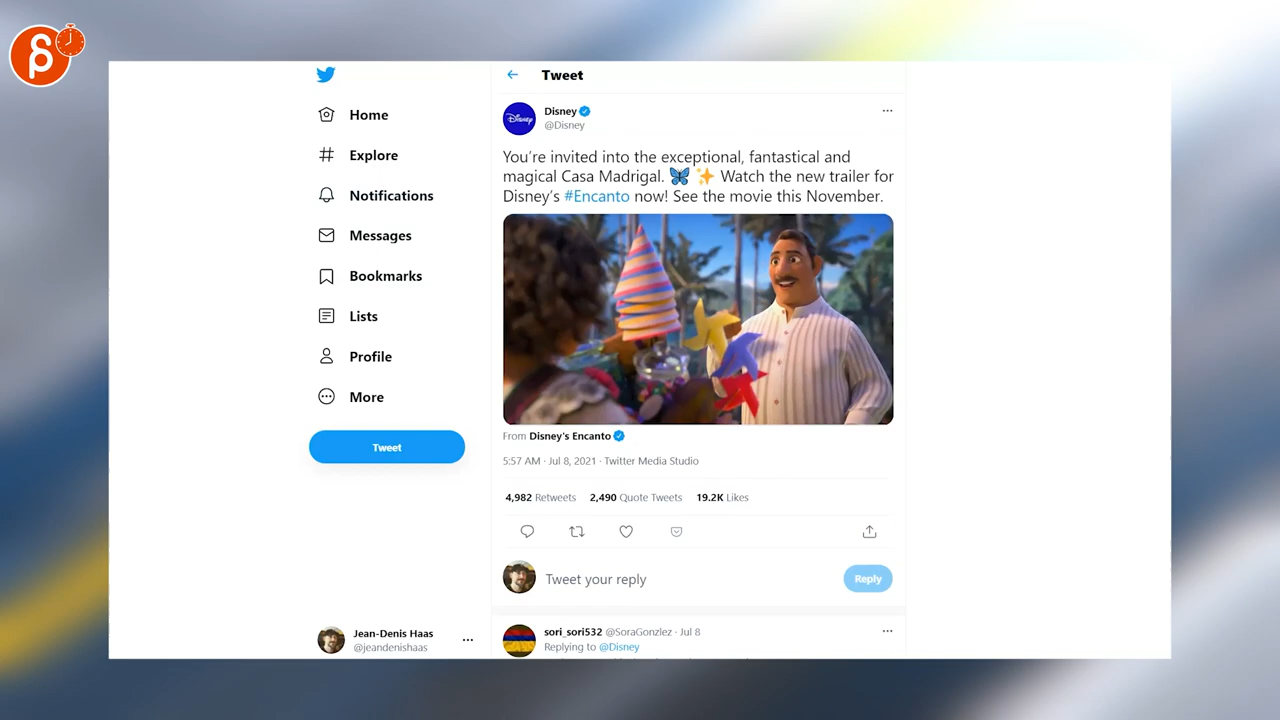 Tweet
Home
Explore
Notifications
Messages
Bookmarks
Lists
Profile
More
Tweet
Jean-Denis Haas
@jeandenishaas
Disney
@Disney
You’re invited into the exceptional, fantastical and
magical Casa Madrigal. 🦋 ✨ Watch the new trailer for
Disney’s #Encanto now! See the movie this November.
From Disney's Encanto
5:57 AM · Jul 8, 2021 · Twitter Media Studio
4,982 Retweets 2,490 Quote Tweets 19.2K Likes
Tweet your reply
Reply
sori_sori532 @SoraGonzlez · Jul 8
Replying to @Disney